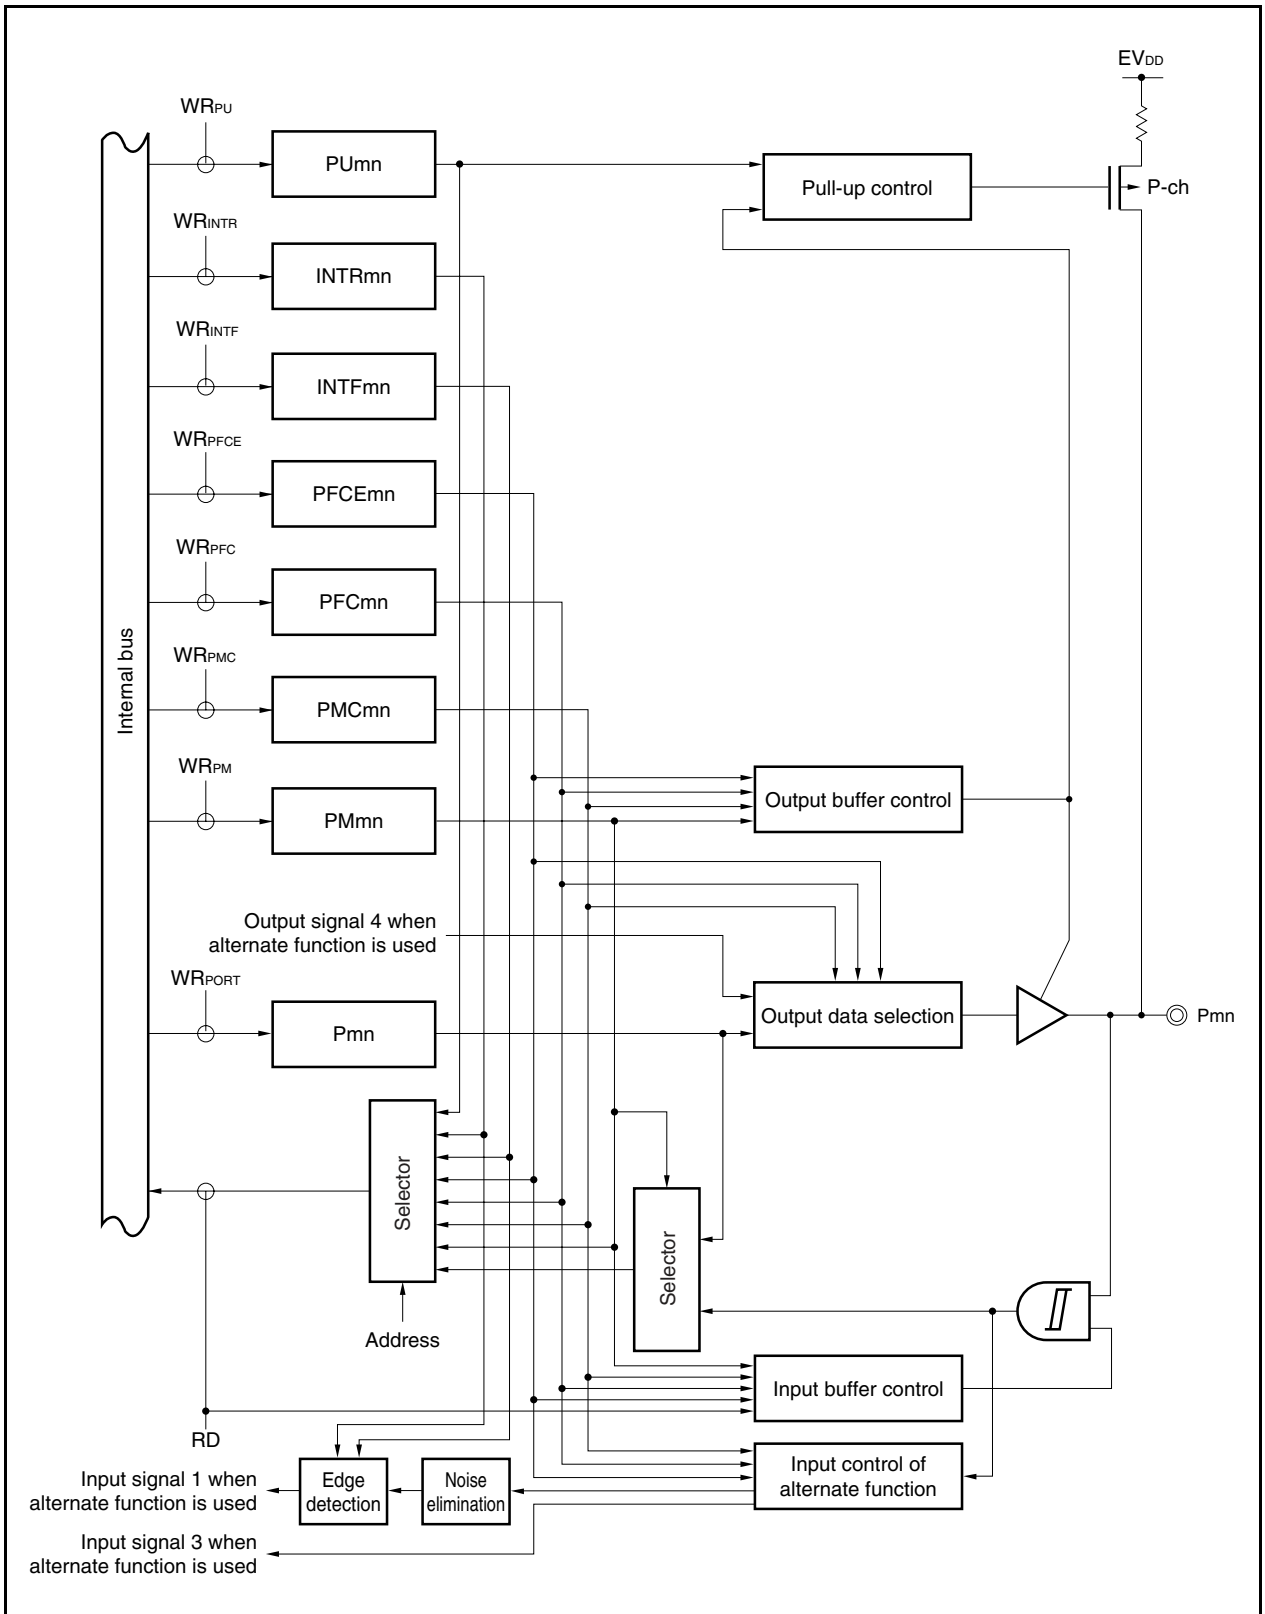 EVDD
WRPU
PUmn
Pull-up control
P-ch
WRINTR
INTRmn
WRINTF
INTFmn
WRPFCE
PFCEmn
WRPFC
PFCmn
Internal bus
WRPMC
PMCmn
WRPM
PMmn
Output buffer control
Output signal 4 when
alternate function is used
WRPORT
Pmn
Output data selection
Pmn
Selector
Selector
Address
Input buffer control
RD
Input signal 1 when
alternate function is used
Edge
detection
Noise
elimination
Input control of
alternate function
Input signal 3 when
alternate function is used